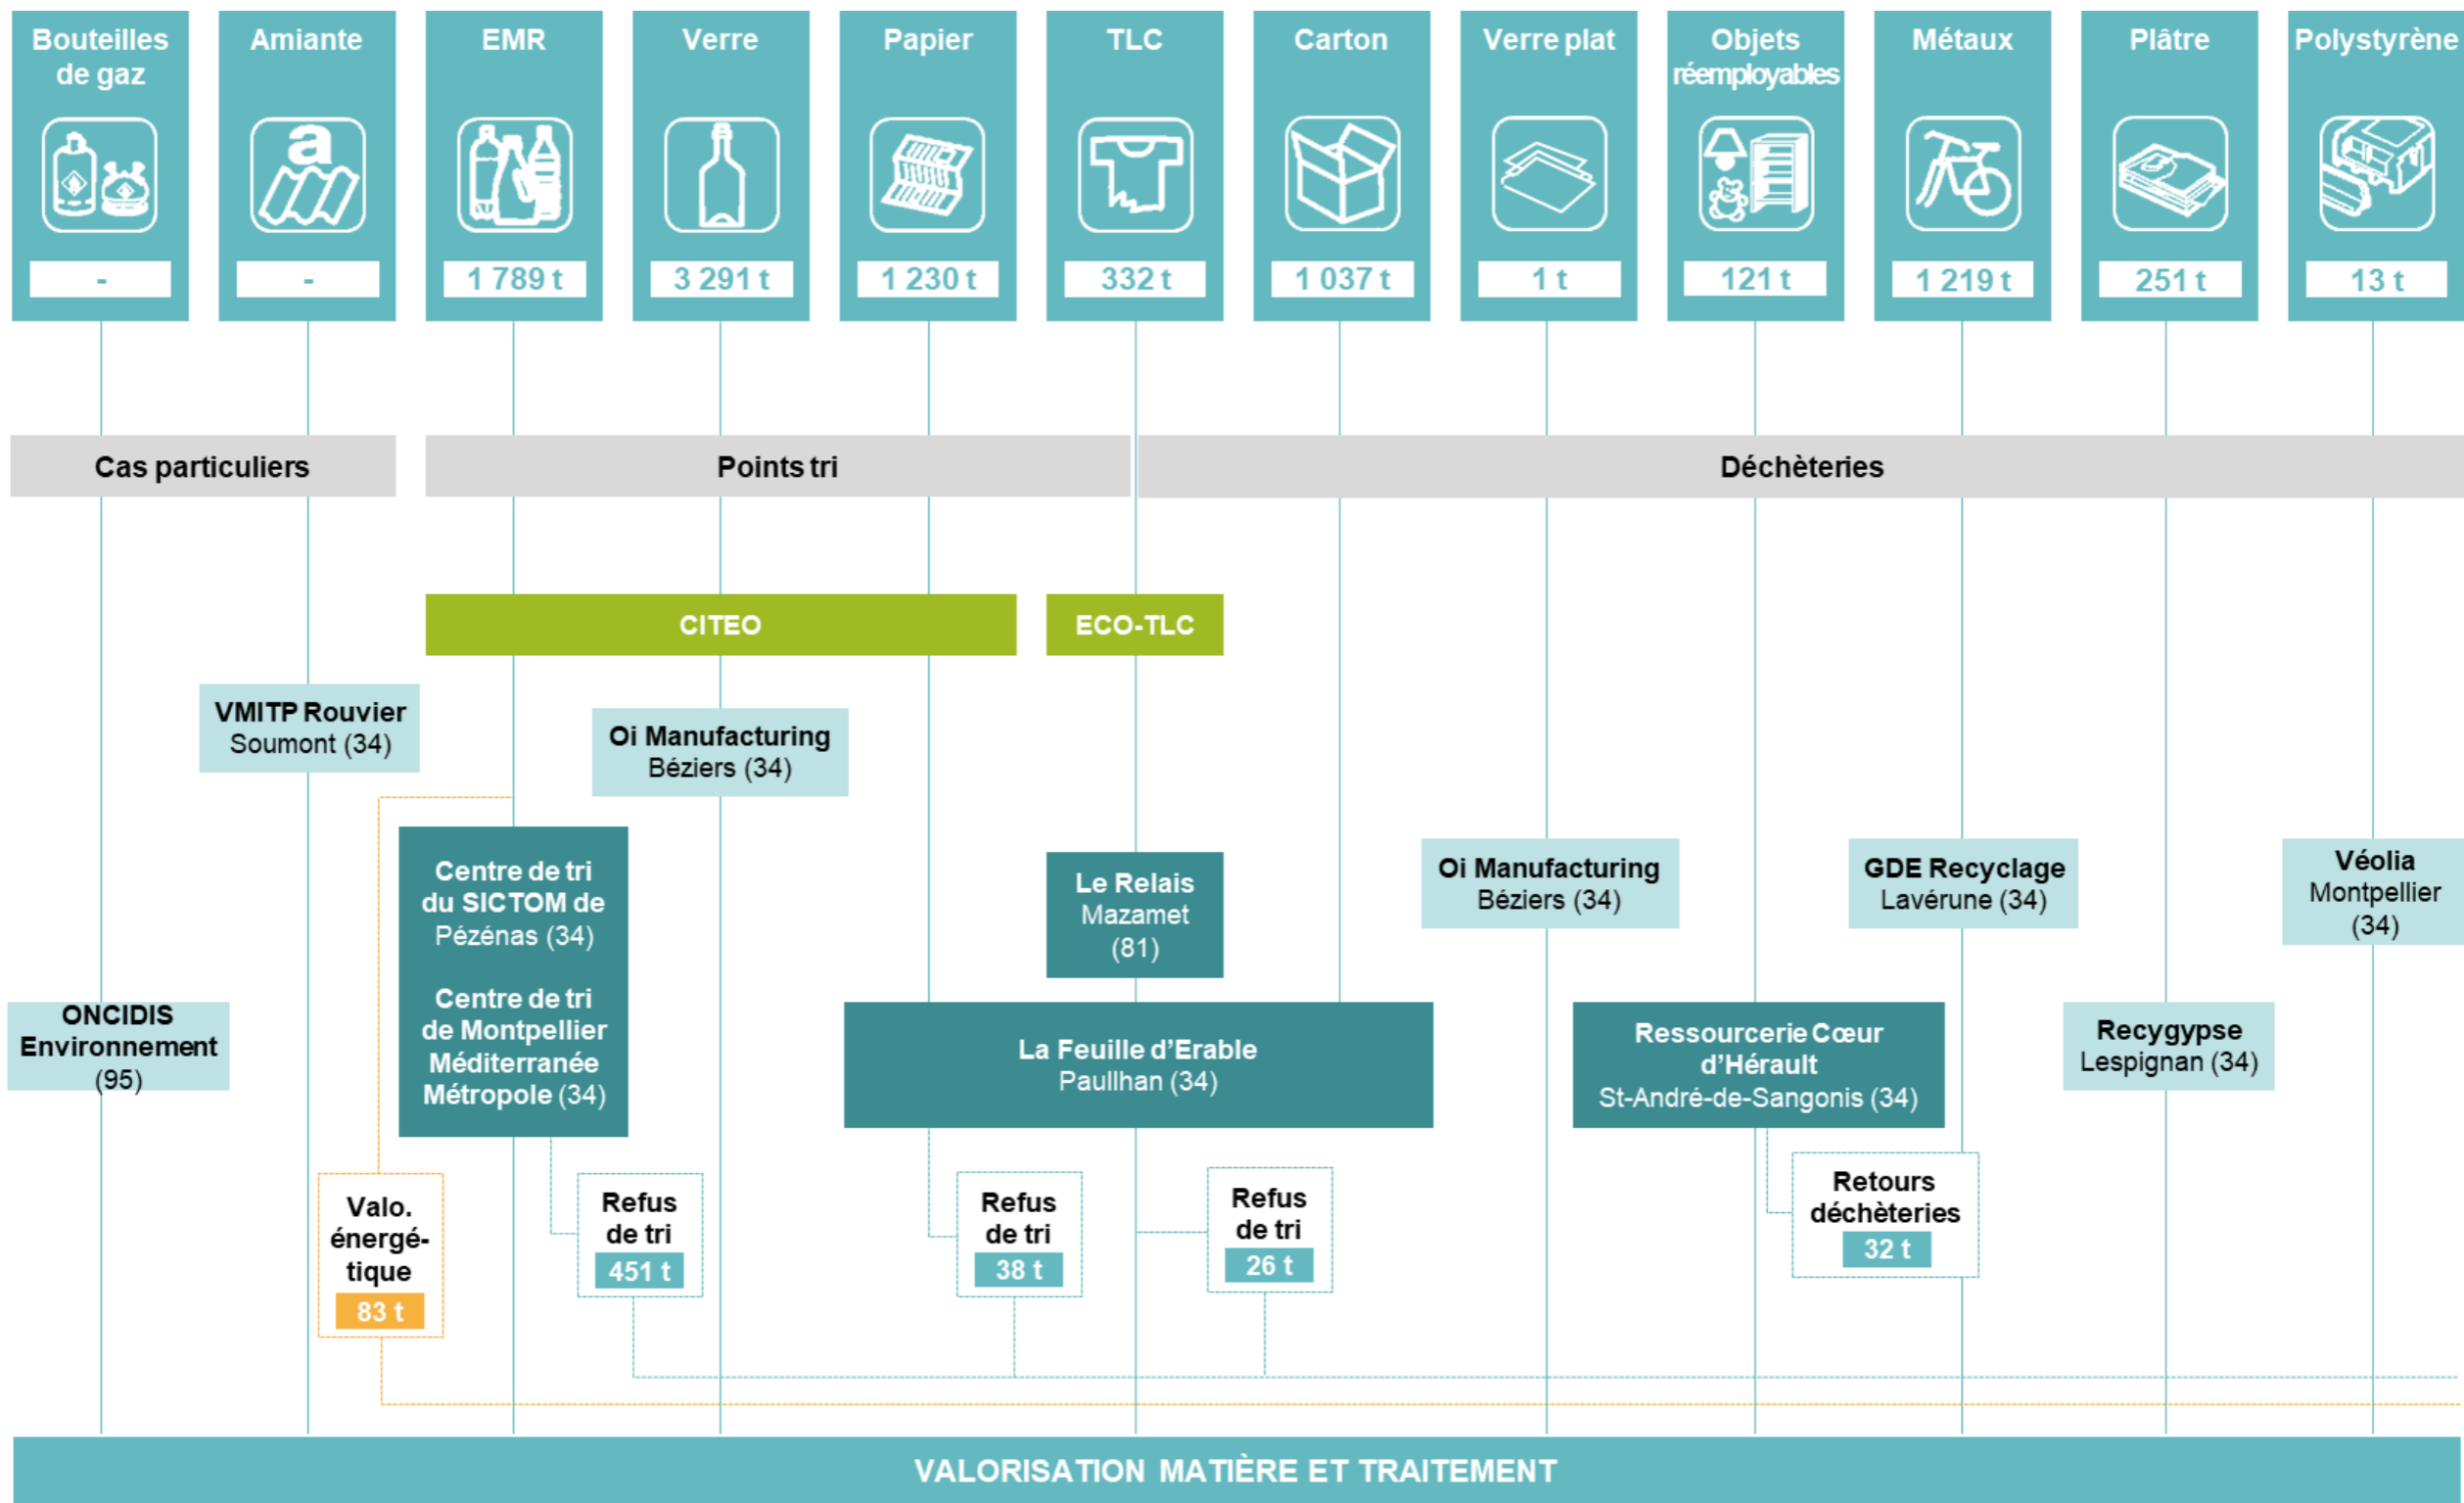 Bouteilles
de gaz
-
Amiante
a
-
EMR
1 789 t
Verre
3 291 t
Papier
1 230 t
TLC
332 t
Carton
1 037 t
Verre plat
1 t
Objets
réemployables
121 t
Métaux
1 219 t
Plâtre
251 t
Polystyrène
13 t
Cas particuliers
Points tri
Déchèteries
CITEO
ECO-TLC
VMITP Rouvier
Soumont (34)
Oi Manufacturing
Béziers (34)
Centre de tri
du SICTOM de
Pézénas (34)
Centre de tri
de Montpellier
Méditerranée
Métropole (34)
Le Relais
Mazamet
(81)
Oi Manufacturing
Béziers (34)
GDE Recyclage
Lavérune (34)
Véolia
Montpellier
(34)
ONCIDIS
Environnement
(95)
La Feuille d'Erable
Paullhan (34)
Ressourcerie Cœur
d'Hérault
St-André-de-Sangonis (34)
Recygypse
Lespignan (34)
Valo.
énergé-
tique
83 t
Refus
de tri
451 t
Refus
de tri
38 t
Refus
de tri
26 t
Retours
déchèteries
32 t
VALORISATION MATIÈRE ET TRAITEMENT